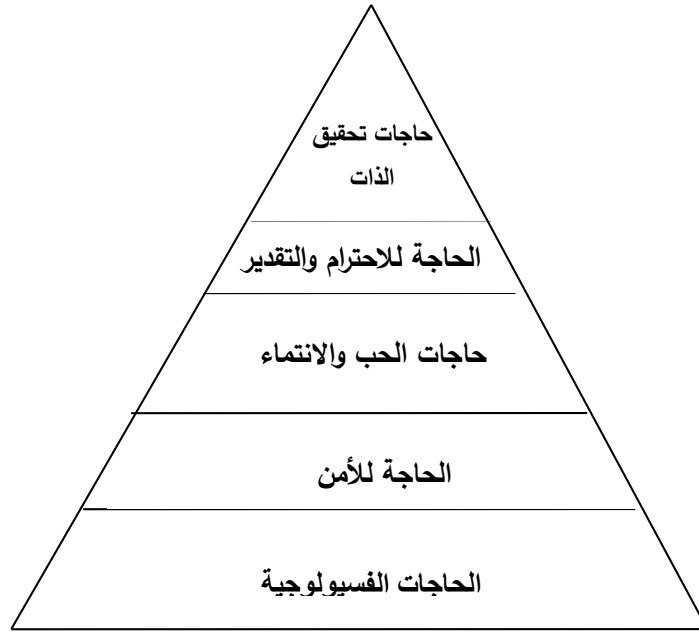 حاجات تحقيق
الذات
الحاجة للاحترام والتقدير
حاجات الحب والانتماء
الحاجة للأمن
الحاجات الفسيولوجية